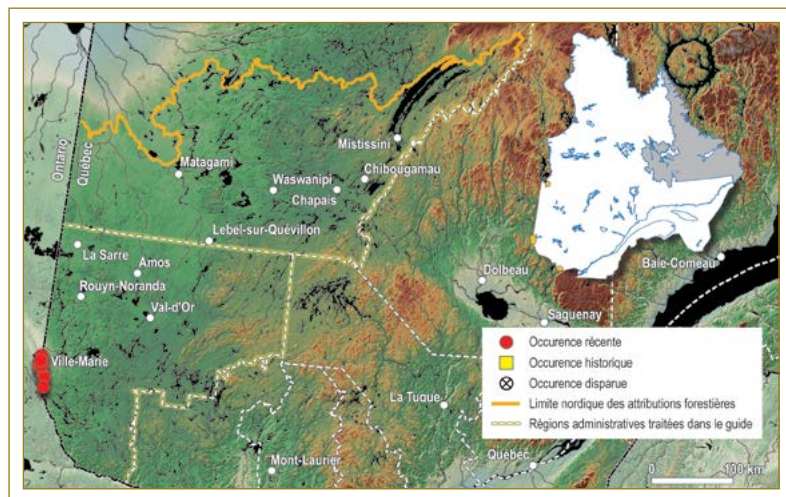 Ontario
Québec
Matagami
Mistissini
Chibougamau
Waswanipi
Chapais
Lebel-sur-Quévillon
La Sarre
Amos
Rouyn-Noranda
Val-d'Or
Ville-Marie
Dolbeau
Baie-Comeau
Saguenay
La Tuque
Mont-Laurier
Québec
Occurence récente
Occurence historique
Occurence disparue
Limite nordique des attributions forestières
Régions administratives traitées dans le guide
0 100 km